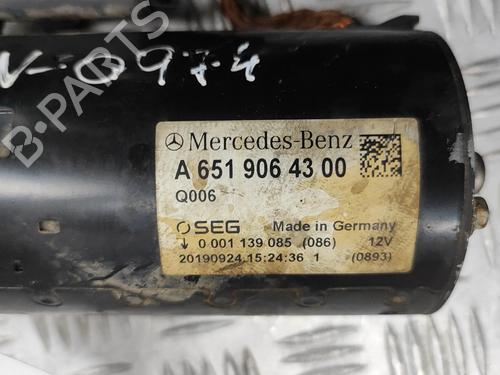 B-PARTS
Mercedes-Benz
A 651 906 43 00
Q006
SEG Made in Germany
0 001 139 085 (086) 12V
20190924.15:24:36 1 (0893)